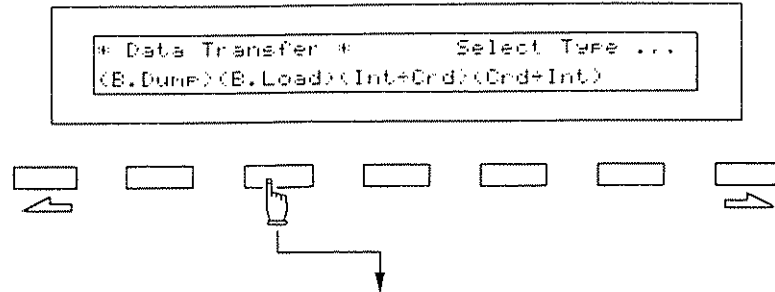 * Data Transfer * Select Type ...
(B.Dump)(B.Load)(Int→Crd)(Crd→Int)